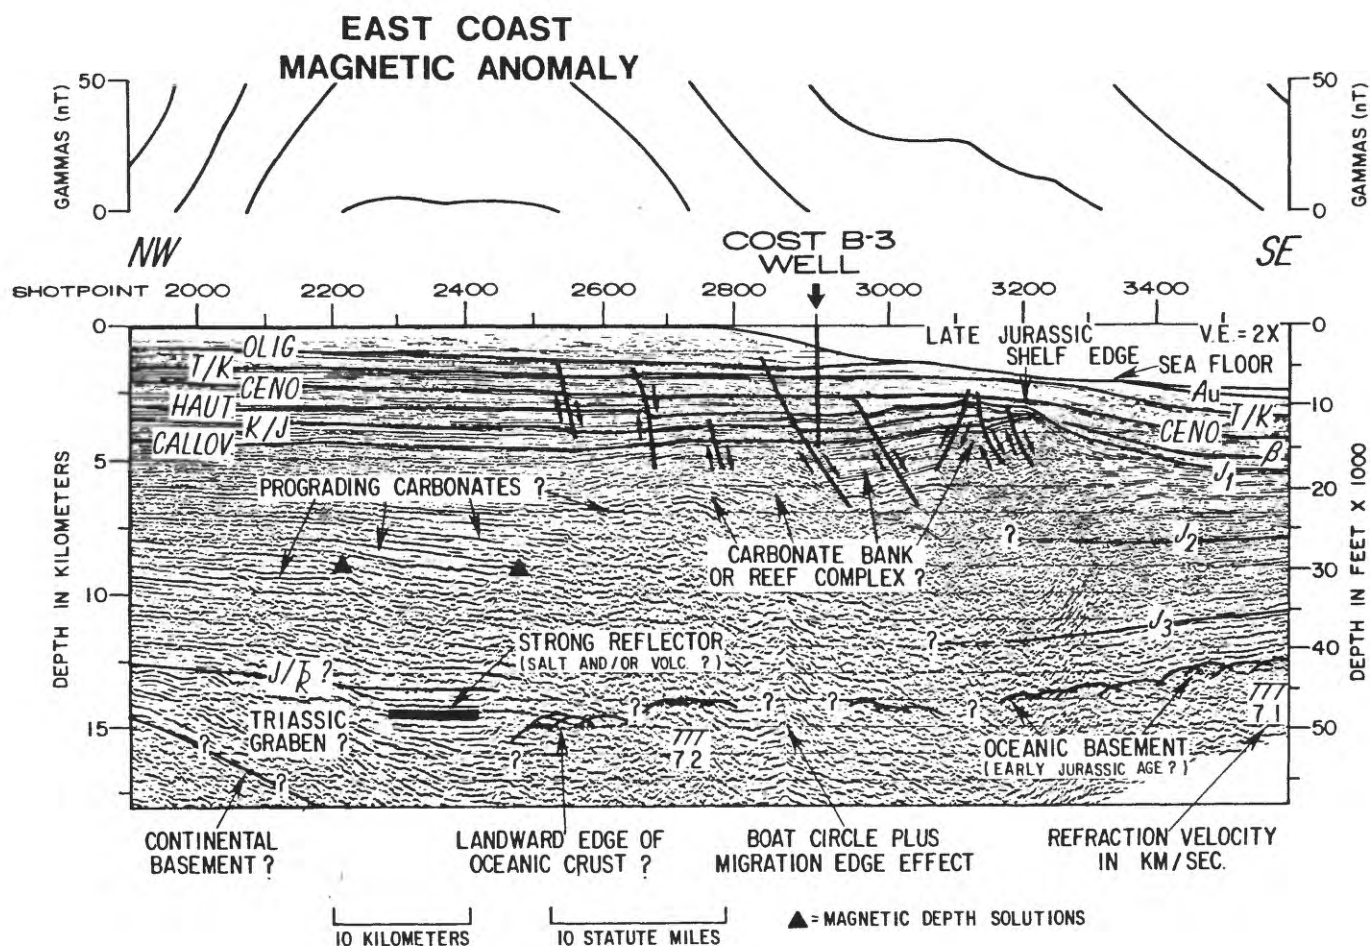 EAST COAST
MAGNETIC ANOMALY
50
0
GAMMAS (nT)
50
0
GAMMAS (nT)
NW
COST B-3
WELL
SE
SHOTPOINT 2000 2200 2400 2600 2800 3000 3200 3400
0
5
10
15
DEPTH IN KILOMETERS
0
10
20
30
40
50
DEPTH IN FEET X 1000
LATE JURASSIC
SHELF EDGE
V.E. = 2X
SEA FLOOR
OLIG
T/K
CENO
HAUT
K/J
CALLOV
Au
T/K
CENO
β
J1
PROGRADING CARBONATES ?
CARBONATE BANK
OR REEF COMPLEX ?
? J2
? J3
STRONG REFLECTOR
(SALT AND/OR VOLC. ?)
J/TR ?
TRIASSIC
GRABEN ?
?
?
? ? ? ? ?
777
7.2
777
7.1
OCEANIC BASEMENT
(EARLY JURASSIC AGE ?)
CONTINENTAL
BASEMENT ?
LANDWARD EDGE OF
OCEANIC CRUST ?
BOAT CIRCLE PLUS
MIGRATION EDGE EFFECT
REFRACTION VELOCITY
IN KM/SEC.
10 KILOMETERS
10 STATUTE MILES
▲ = MAGNETIC DEPTH SOLUTIONS